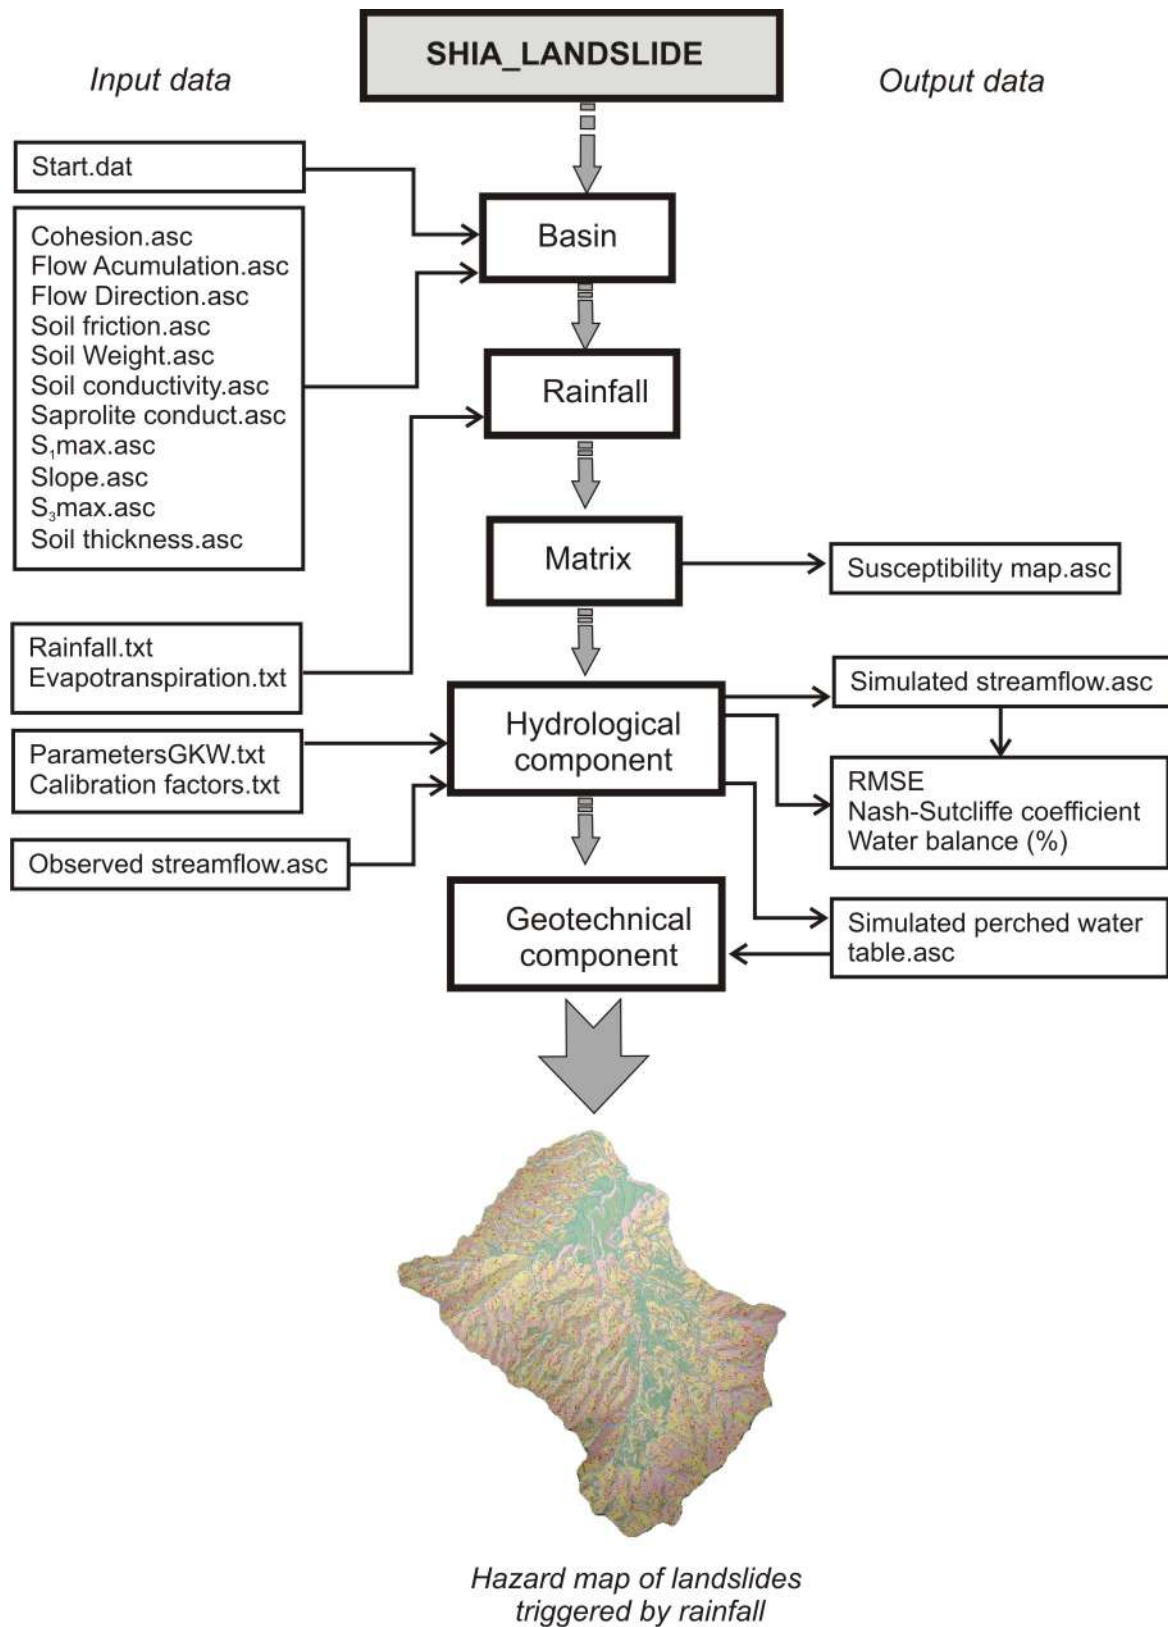 SHIA_LANDSLIDE
Input data
Output data
Start.dat
Basin
Cohesion.asc
Flow Acumulation.asc
Flow Direction.asc
Soil friction.asc
Soil Weight.asc
Soil conductivity.asc
Saprolite conduct.asc
S₁max.asc
Slope.asc
S₃max.asc
Soil thickness.asc
Rainfall
Matrix
Susceptibility map.asc
Rainfall.txt
Evapotranspiration.txt
Simulated streamflow.asc
Hydrological
component
ParametersGKW.txt
Calibration factors.txt
RMSE
Nash-Sutcliffe coefficient
Water balance (%)
Observed streamflow.asc
Geotechnical
component
Simulated perched water
table.asc
Hazard map of landslides
triggered by rainfall